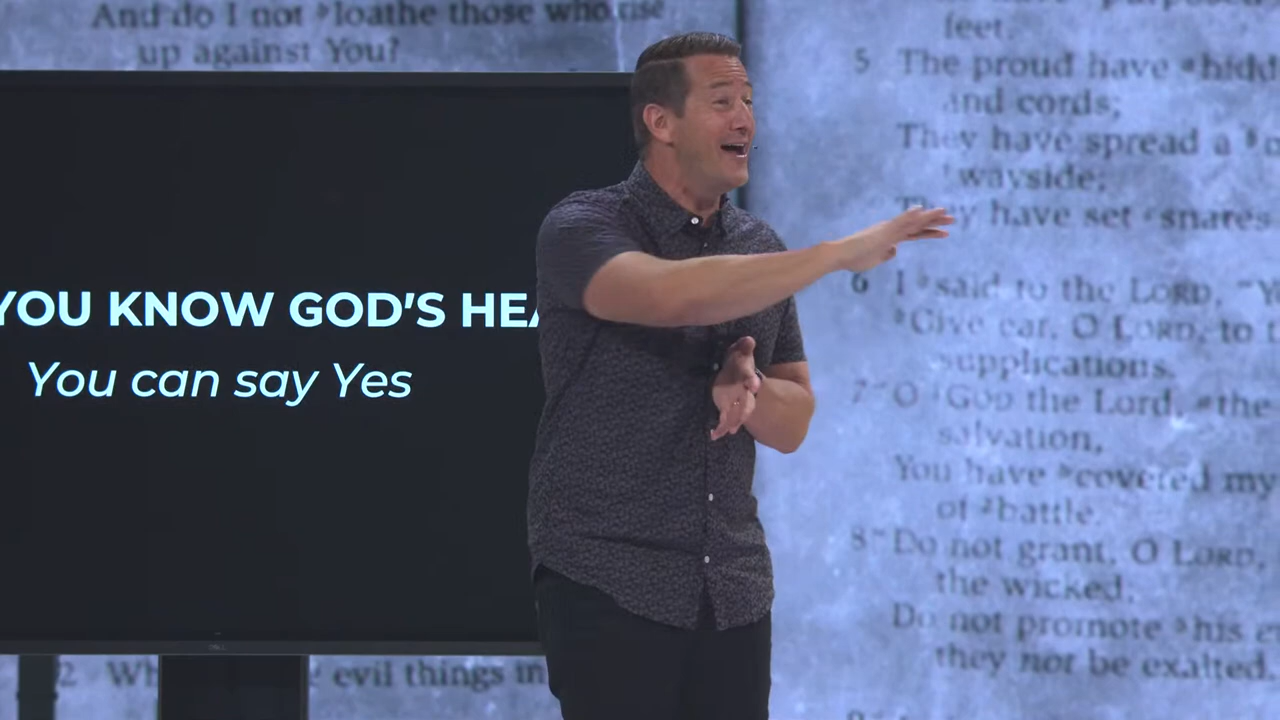 And do I not loathe those who rise
up against You?
YOU KNOW GOD'S
You can say Yes
2
evil things in
feet.
5 The proud have
and cords;
They have spread a
wayside;
They have set snares
6 I said to the LORD,
Give ear, O LORD, to
supplications.
7 O GOD the Lord, the
salvation,
You have covered my
of battle.
8 Do not grant, O LORD,
the wicked;
Do not promote his
they not be exalted.